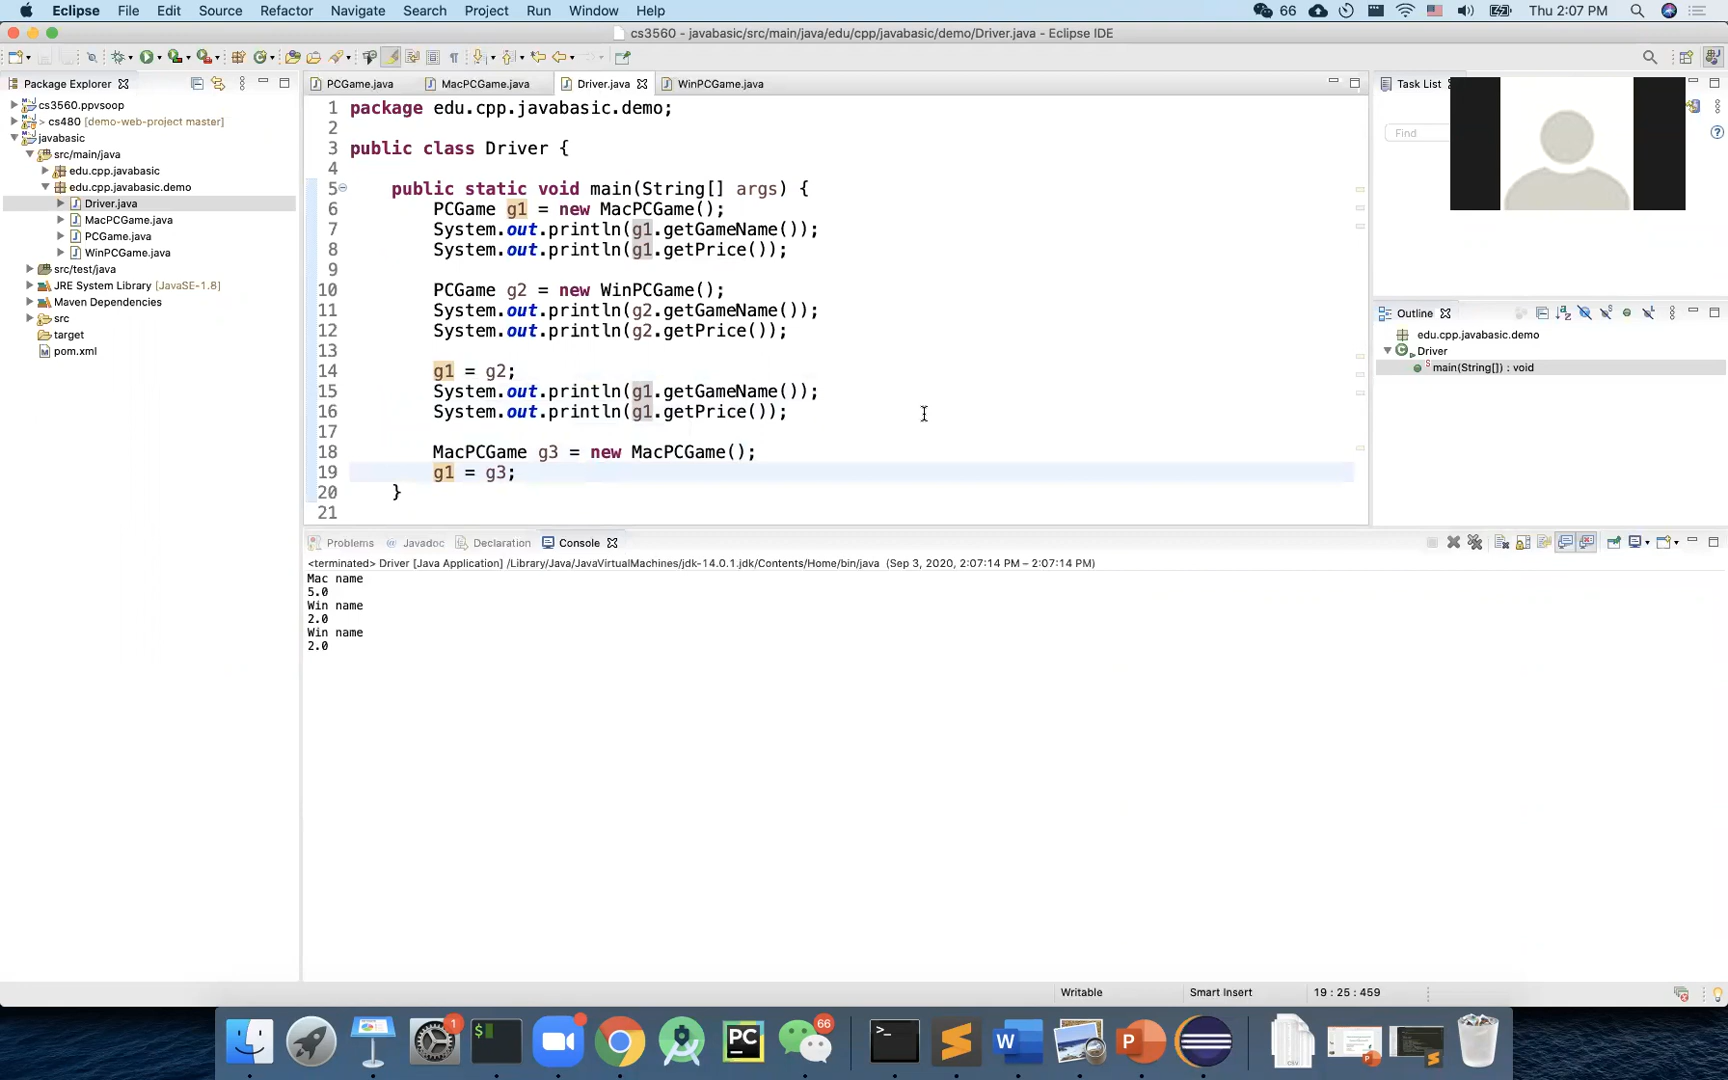 Eclipse File Edit Source Refactor Navigate Search Project Run Window Help 66 Thu 2:07 PM
cs3560 - javabasic/src/main/java/edu/cpp/javabasic/demo/Driver.java - Eclipse IDE
Package Explorer
PCGame.java MacPCGame.java Driver.java WinPCGame.java
Task List
Find
cs3560.ppvsoop
> cs480 [demo-web-project master]
javabasic
src/main/java
edu.cpp.javabasic
edu.cpp.javabasic.demo
Driver.java
MacPCGame.java
PCGame.java
WinPCGame.java
src/test/java
JRE System Library [JavaSE-1.8]
Maven Dependencies
src
target
pom.xml
1 package edu.cpp.javabasic.demo;
2
3 public class Driver {
4
5 public static void main(String[] args) {
6 PCGame g1 = new MacPCGame();
7 System.out.println(g1.getGameName());
8 System.out.println(g1.getPrice());
9
10 PCGame g2 = new WinPCGame();
11 System.out.println(g2.getGameName());
12 System.out.println(g2.getPrice());
13
14 g1 = g2;
15 System.out.println(g1.getGameName());
16 System.out.println(g1.getPrice());
17
18 MacPCGame g3 = new MacPCGame();
19 g1 = g3;
20 }
21
Outline
edu.cpp.javabasic.demo
Driver
main(String[]) : void
Problems Javadoc Declaration Console
<terminated> Driver [Java Application] /Library/Java/JavaVirtualMachines/jdk-14.0.1.jdk/Contents/Home/bin/java (Sep 3, 2020, 2:07:14 PM – 2:07:14 PM)
Mac name
5.0
Win name
2.0
Win name
2.0
Writable Smart Insert 19 : 25 : 459
1
66